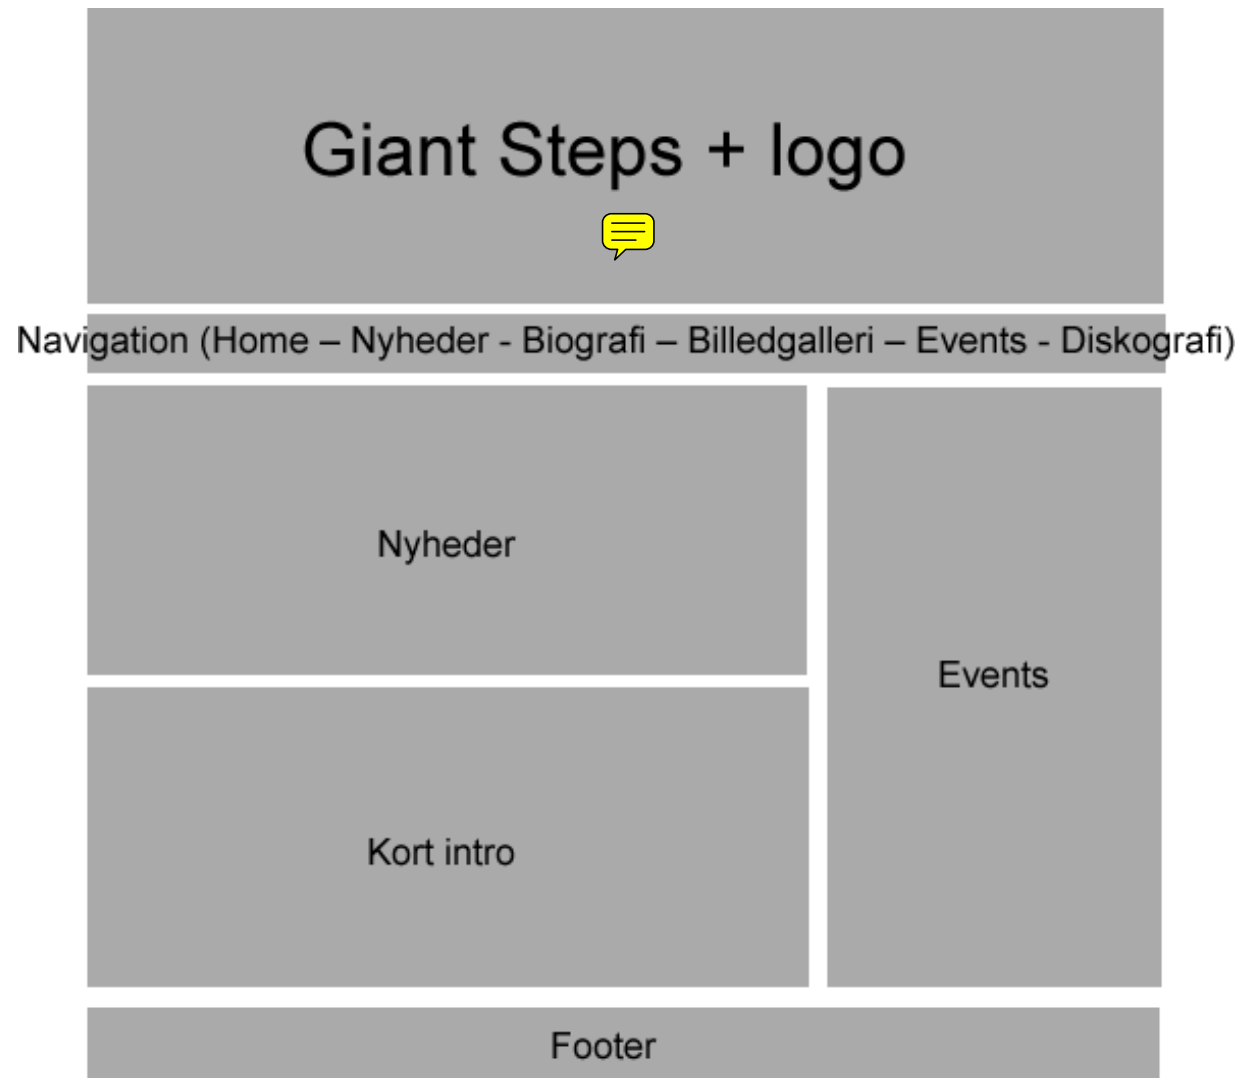 Giant Steps + logo
Navigation (Home – Nyheder - Biografi – Billedgalleri – Events - Diskografi)
Nyheder
Events
Kort intro
Footer